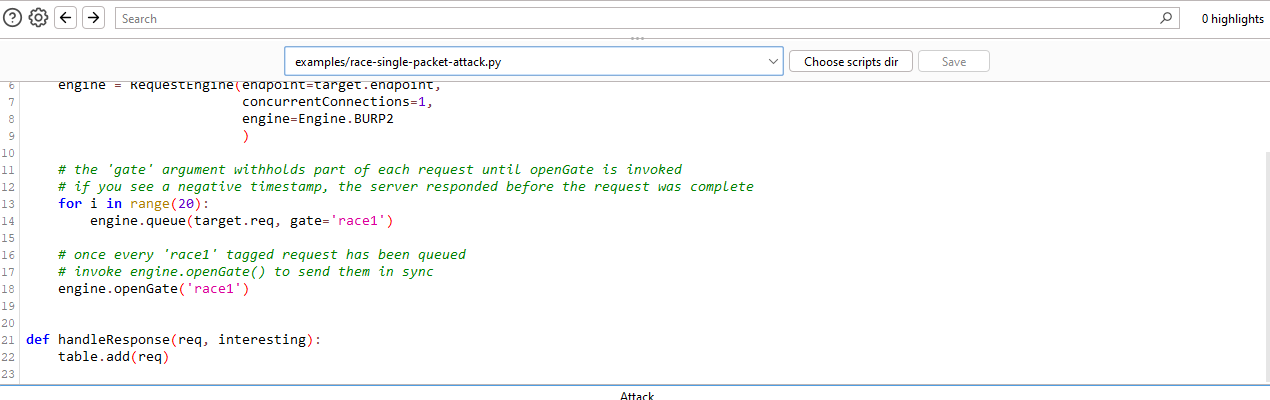 Search
0 highlights
examples/race-single-packet-attack.py
Choose scripts dir
Save
6     engine = RequestEngine(endpoint=target.endpoint,
7                            concurrentConnections=1,
8                            engine=Engine.BURP2
9                            )
10
11     # the 'gate' argument withholds part of each request until openGate is invoked
12     # if you see a negative timestamp, the server responded before the request was complete
13     for i in range(20):
14         engine.queue(target.req, gate='race1')
15
16     # once every 'race1' tagged request has been queued
17     # invoke engine.openGate() to send them in sync
18     engine.openGate('race1')
19
20
21 def handleResponse(req, interesting):
22     table.add(req)
23
Attack